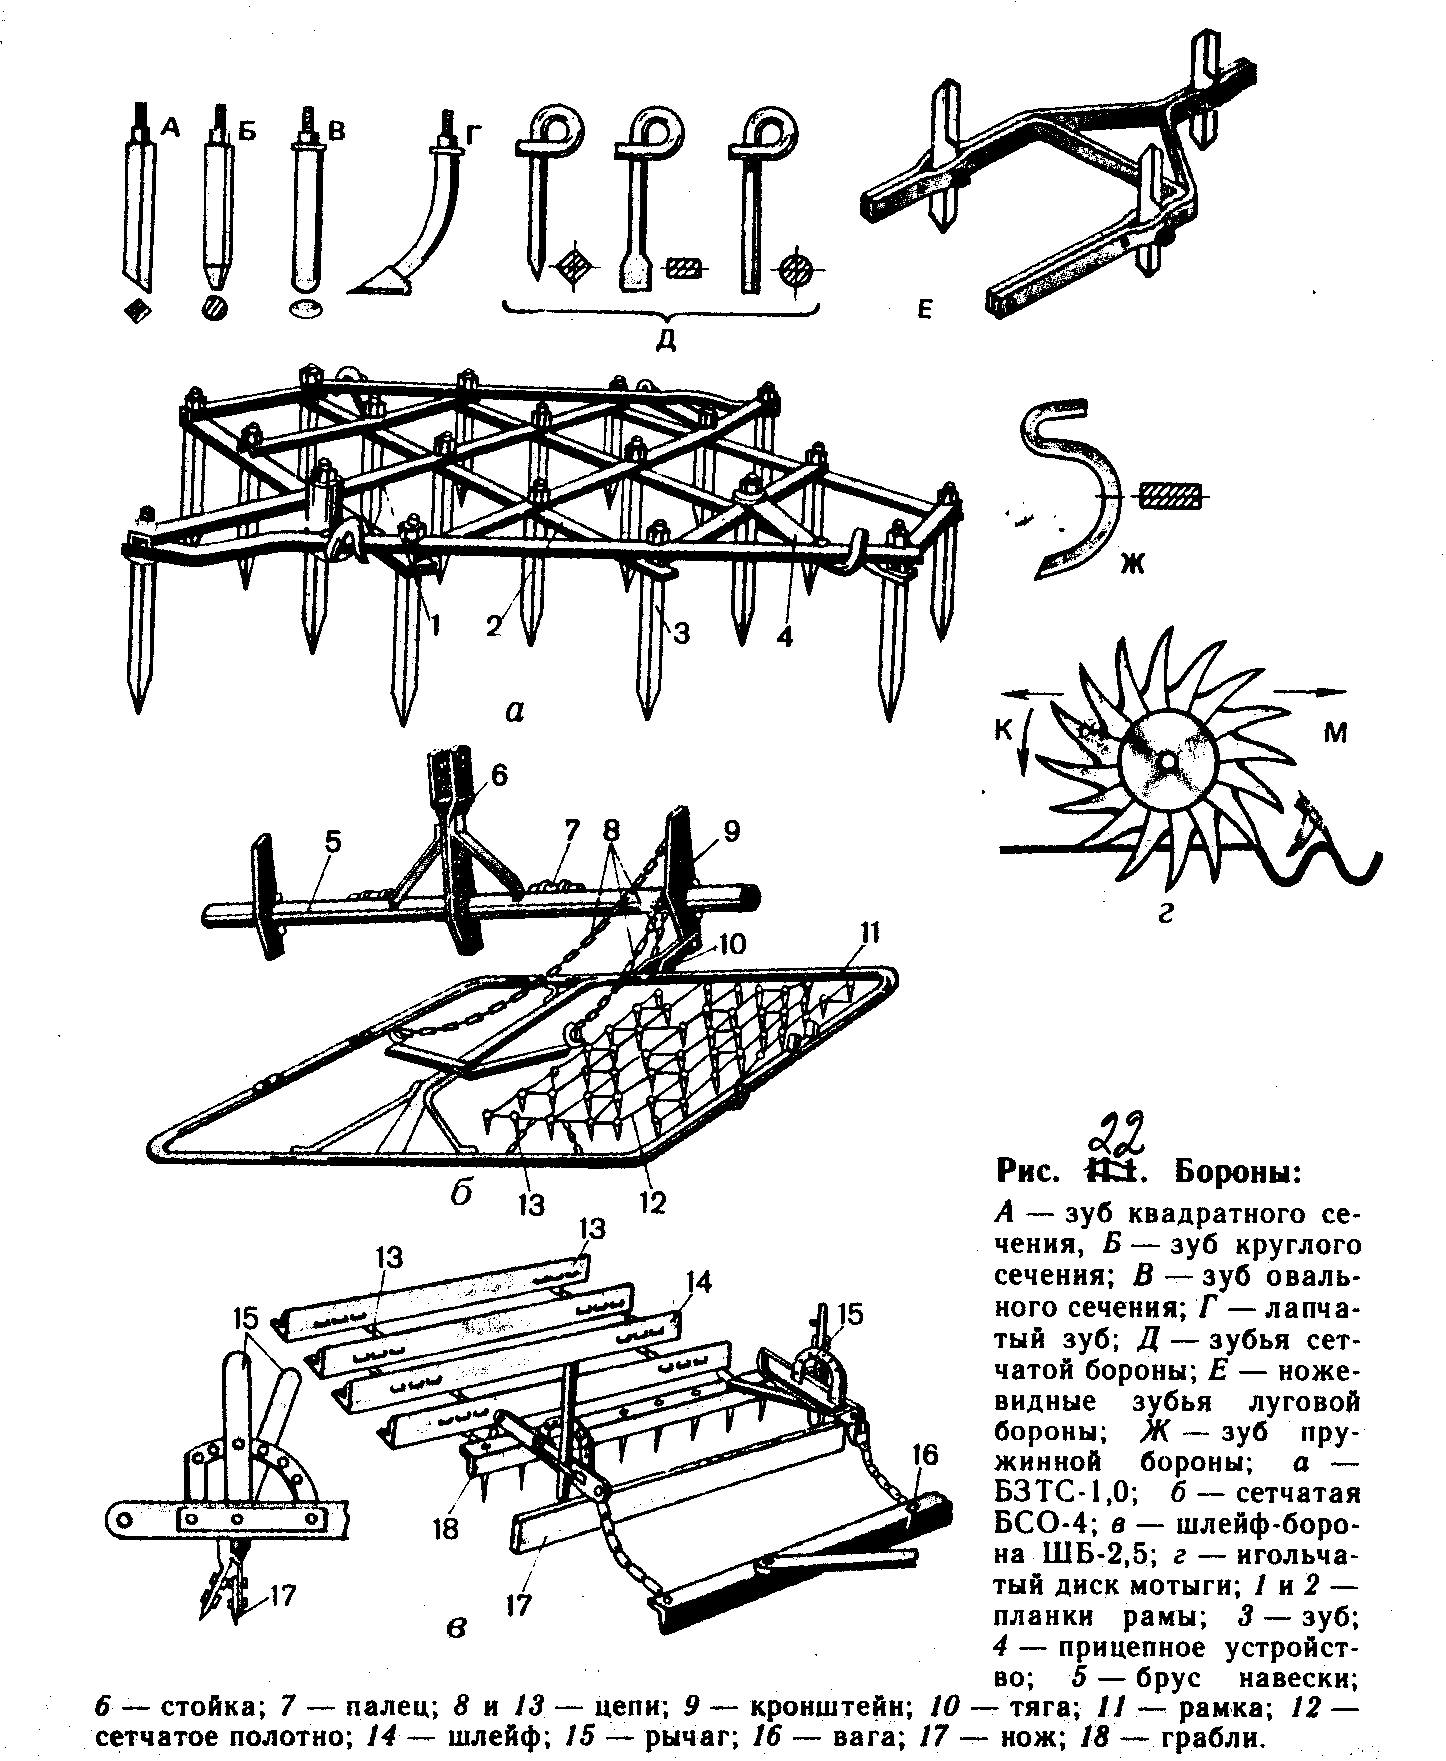 А Б В Г
Д
Е
Ж
1 2 3 4
а
К М
г
6
5 7 8 9
10 11
б 13 12
13 13
14
15 15
16
18
17 17
в
22
Рис. . Бороны:
А — зуб квадратного се-
чения, Б — зуб круглого
сечения; В — зуб оваль-
ного сечения; Г — лапча-
тый зуб; Д — зубья сет-
чатой бороны; Е — ноже-
видные зубья луговой
бороны; Ж — зуб пру-
жинной бороны; а —
БЗТС-1,0; б — сетчатая
БСО-4; в — шлейф-боро-
на ШБ-2,5; г — игольча-
тый диск мотыги; 1 и 2 —
планки рамы; 3 — зуб;
4 — прицепное устройст-
во; 5 — брус навески;
6 — стойка; 7 — палец; 8 и 13 — цепи; 9 — кронштейн; 10 — тяга; 11 — рамка; 12 —
сетчатое полотно; 14 — шлейф; 15 — рычаг; 16 — вага; 17 — нож; 18 — грабли.